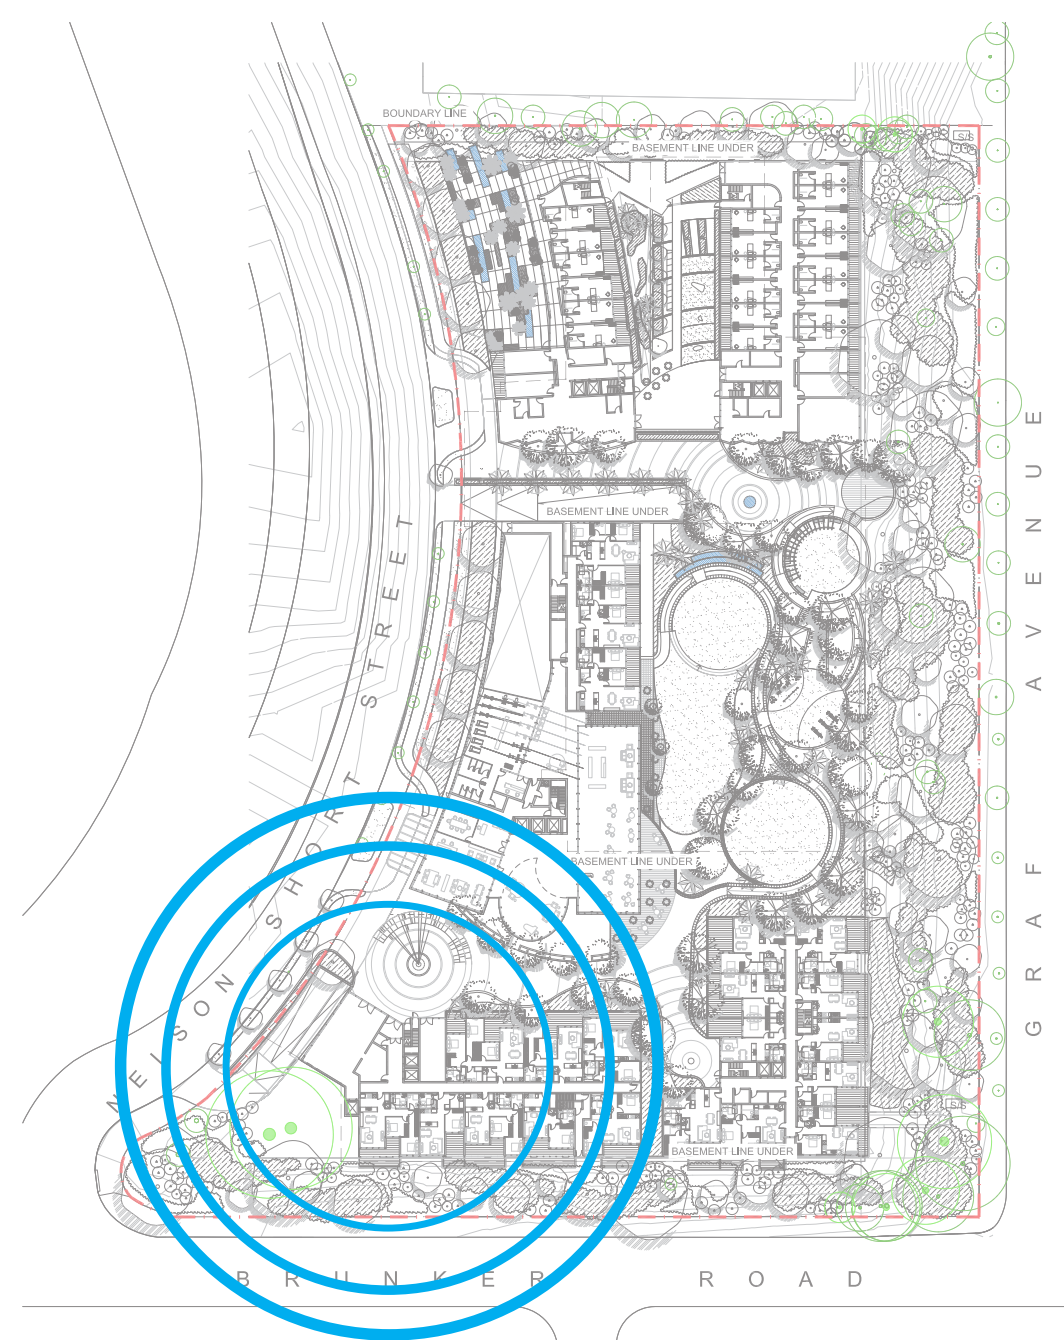 BOUNDARY LINE
S/S
BASEMENT LINE UNDER
BASEMENT LINE UNDER
BASEMENT LINE UNDER
NELSON SHORT STREET
GRAF AVENUE
S/S
BASEMENT LINE UNDER
BRUNKER ROAD